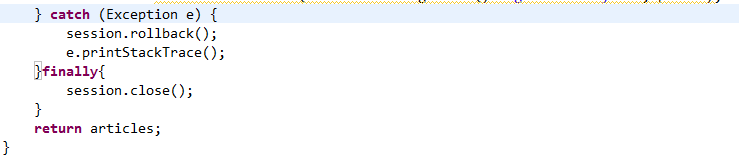 } catch (Exception e) {
session.rollback();
e.printStackTrace();
}finally{
session.close();
}
return articles;
}